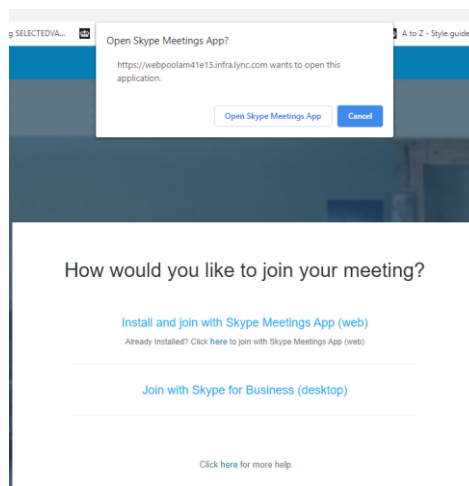 g SELECTEDVA...
A to Z - Style guide
Open Skype Meetings App?
https://webpoolam41e15.infra.lync.com wants to open this
application.
Open Skype Meetings App
Cancel
How would you like to join your meeting?
Install and join with Skype Meetings App (web)
Already Installed? Click here to join with Skype Meetings App (web)
Join with Skype for Business (desktop)
Click here for more help.